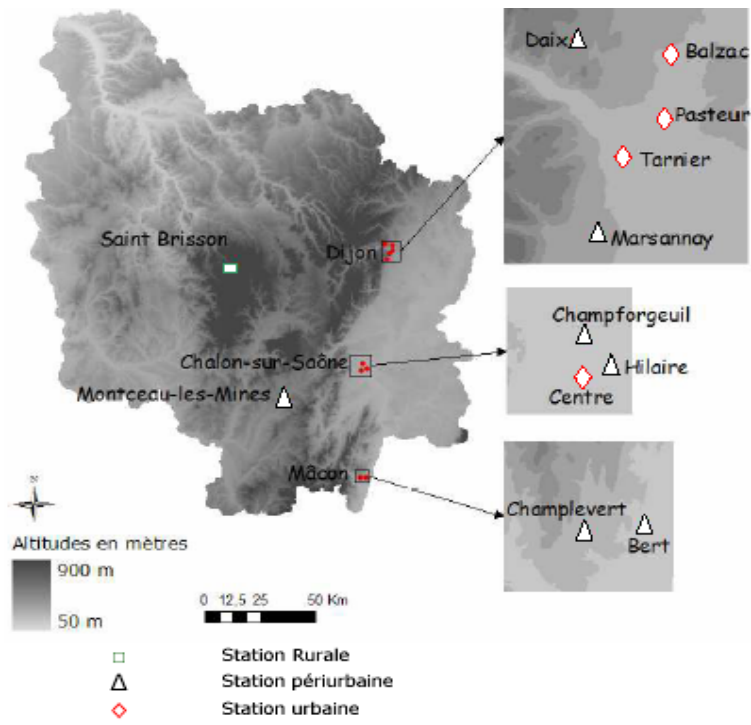 Daix
Balzac
Pasteur
Tarnier
Marsannay
Saint Brisson
Dijon
Champforgeuil
Hilaire
Centre
Chalon-sur-Saône
Montceau-les-Mines
Mâcon
Champlevert
Bert
N
Altitudes en mètres
900 m
50 m
0 12,5 25 50 Km
Station Rurale
Station périurbaine
Station urbaine